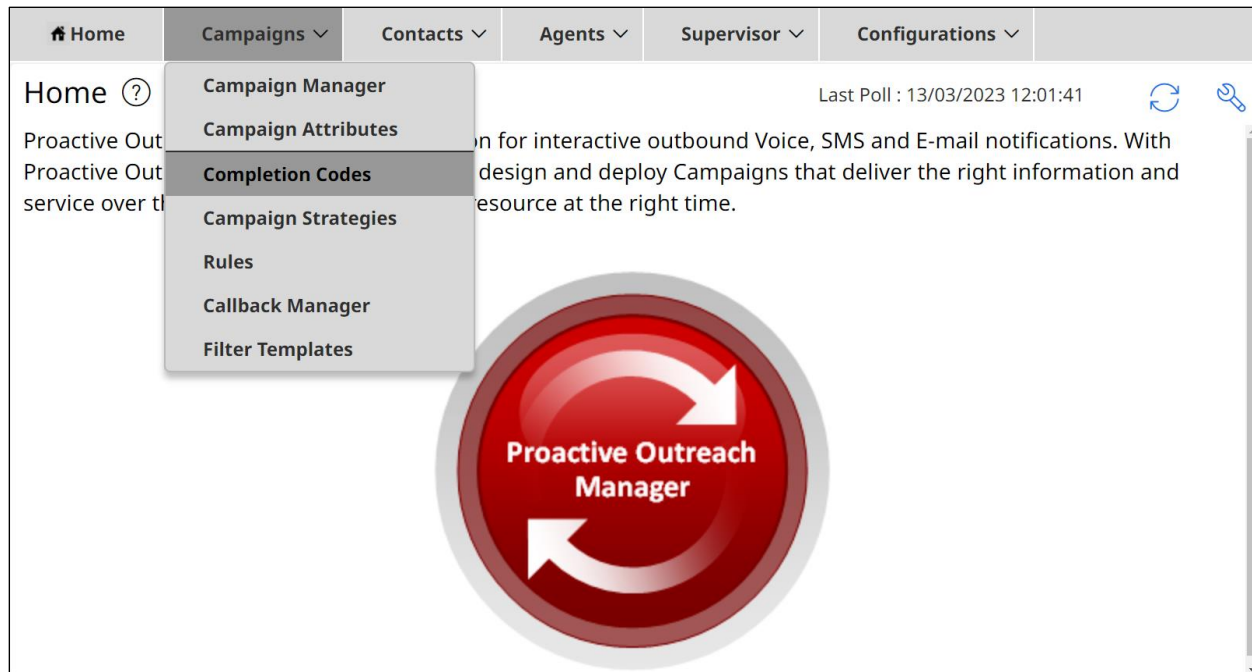 Home Campaigns Contacts Agents Supervisor Configurations
Home ? Last Poll : 13/03/2023 12:01:41
Campaign Manager
Campaign Attributes
Completion Codes
Campaign Strategies
Rules
Callback Manager
Filter Templates
Proactive Out for interactive outbound Voice, SMS and E-mail notifications. With
Proactive Out design and deploy Campaigns that deliver the right information and
service over resource at the right time.
Proactive Outreach
Manager